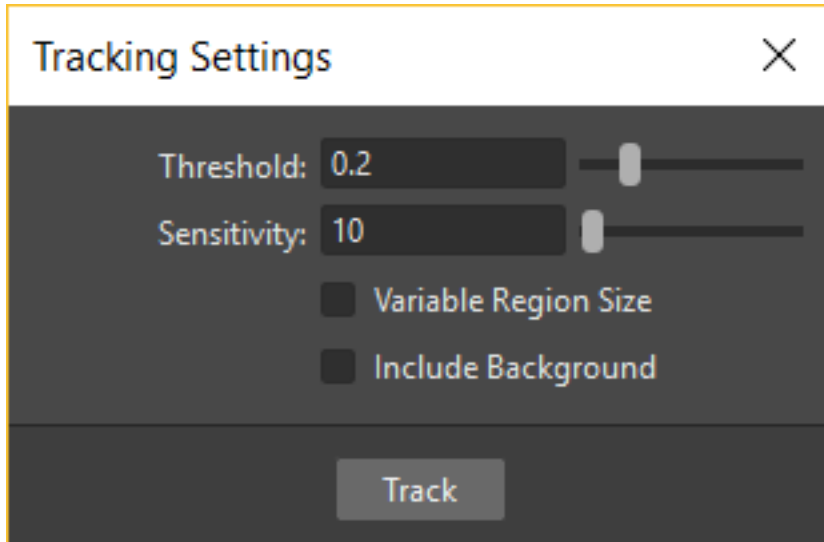 Tracking Settings
Threshold: 0.2
Sensitivity: 10
Variable Region Size
Include Background
Track